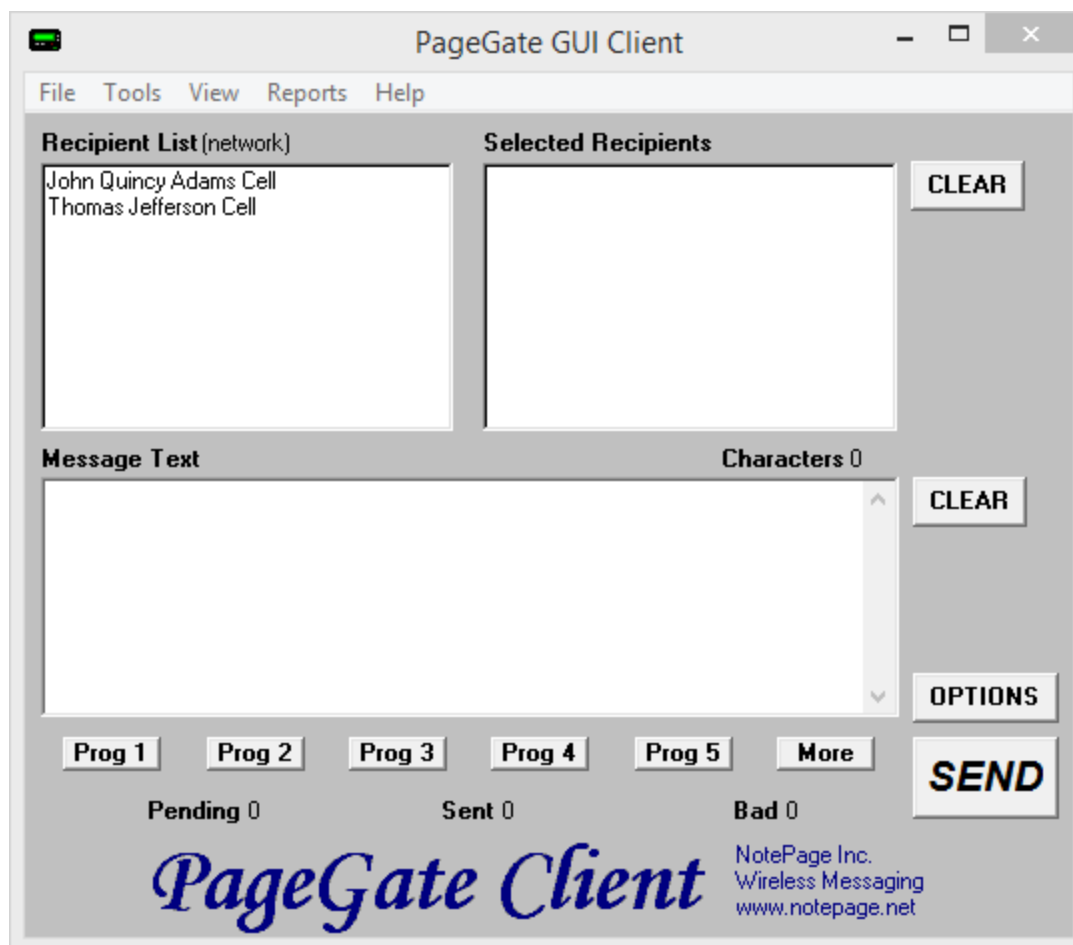 PageGate GUI Client
File Tools View Reports Help
Recipient List (network)
Selected Recipients
John Quincy Adams Cell
Thomas Jefferson Cell
CLEAR
Message Text
Characters 0
CLEAR
OPTIONS
Prog 1 Prog 2 Prog 3 Prog 4 Prog 5 More
SEND
Pending 0 Sent 0 Bad 0
PageGate Client
NotePage Inc.
Wireless Messaging
www.notepage.net